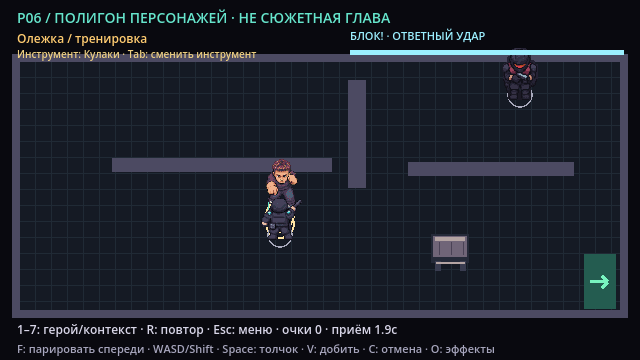 P06 / ПОЛИГОН ПЕРСОНАЖЕЙ · НЕ СЮЖЕТНАЯ ГЛАВА
Олежка / тренировка
БЛОК! · ОТВЕТНЫЙ УДАР
Инструмент: Кулаки · Tab: сменить инструмент
1–7: герой/контекст · R: повтор · Esc: меню · очки 0 · приём 1.9с
F: парировать спереди · WASD/Shift · Space: толчок · V: добить · C: отмена · O: эффекты